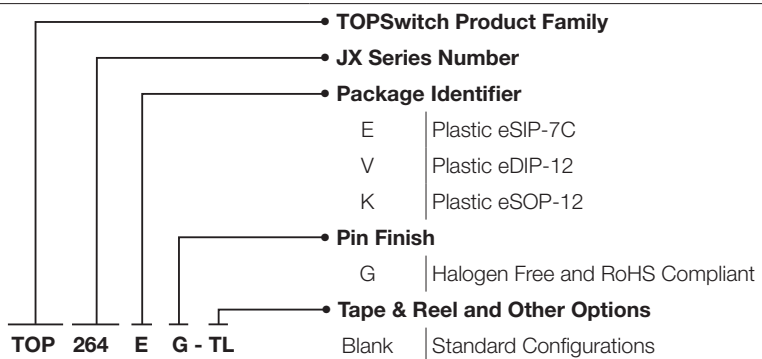 TOPSwitch Product Family
JX Series Number
Package Identifier
E Plastic eSIP-7C
V Plastic eDIP-12
K Plastic eSOP-12
Pin Finish
G Halogen Free and RoHS Compliant
Tape & Reel and Other Options
Blank Standard Configurations
TOP 264 E G - TL